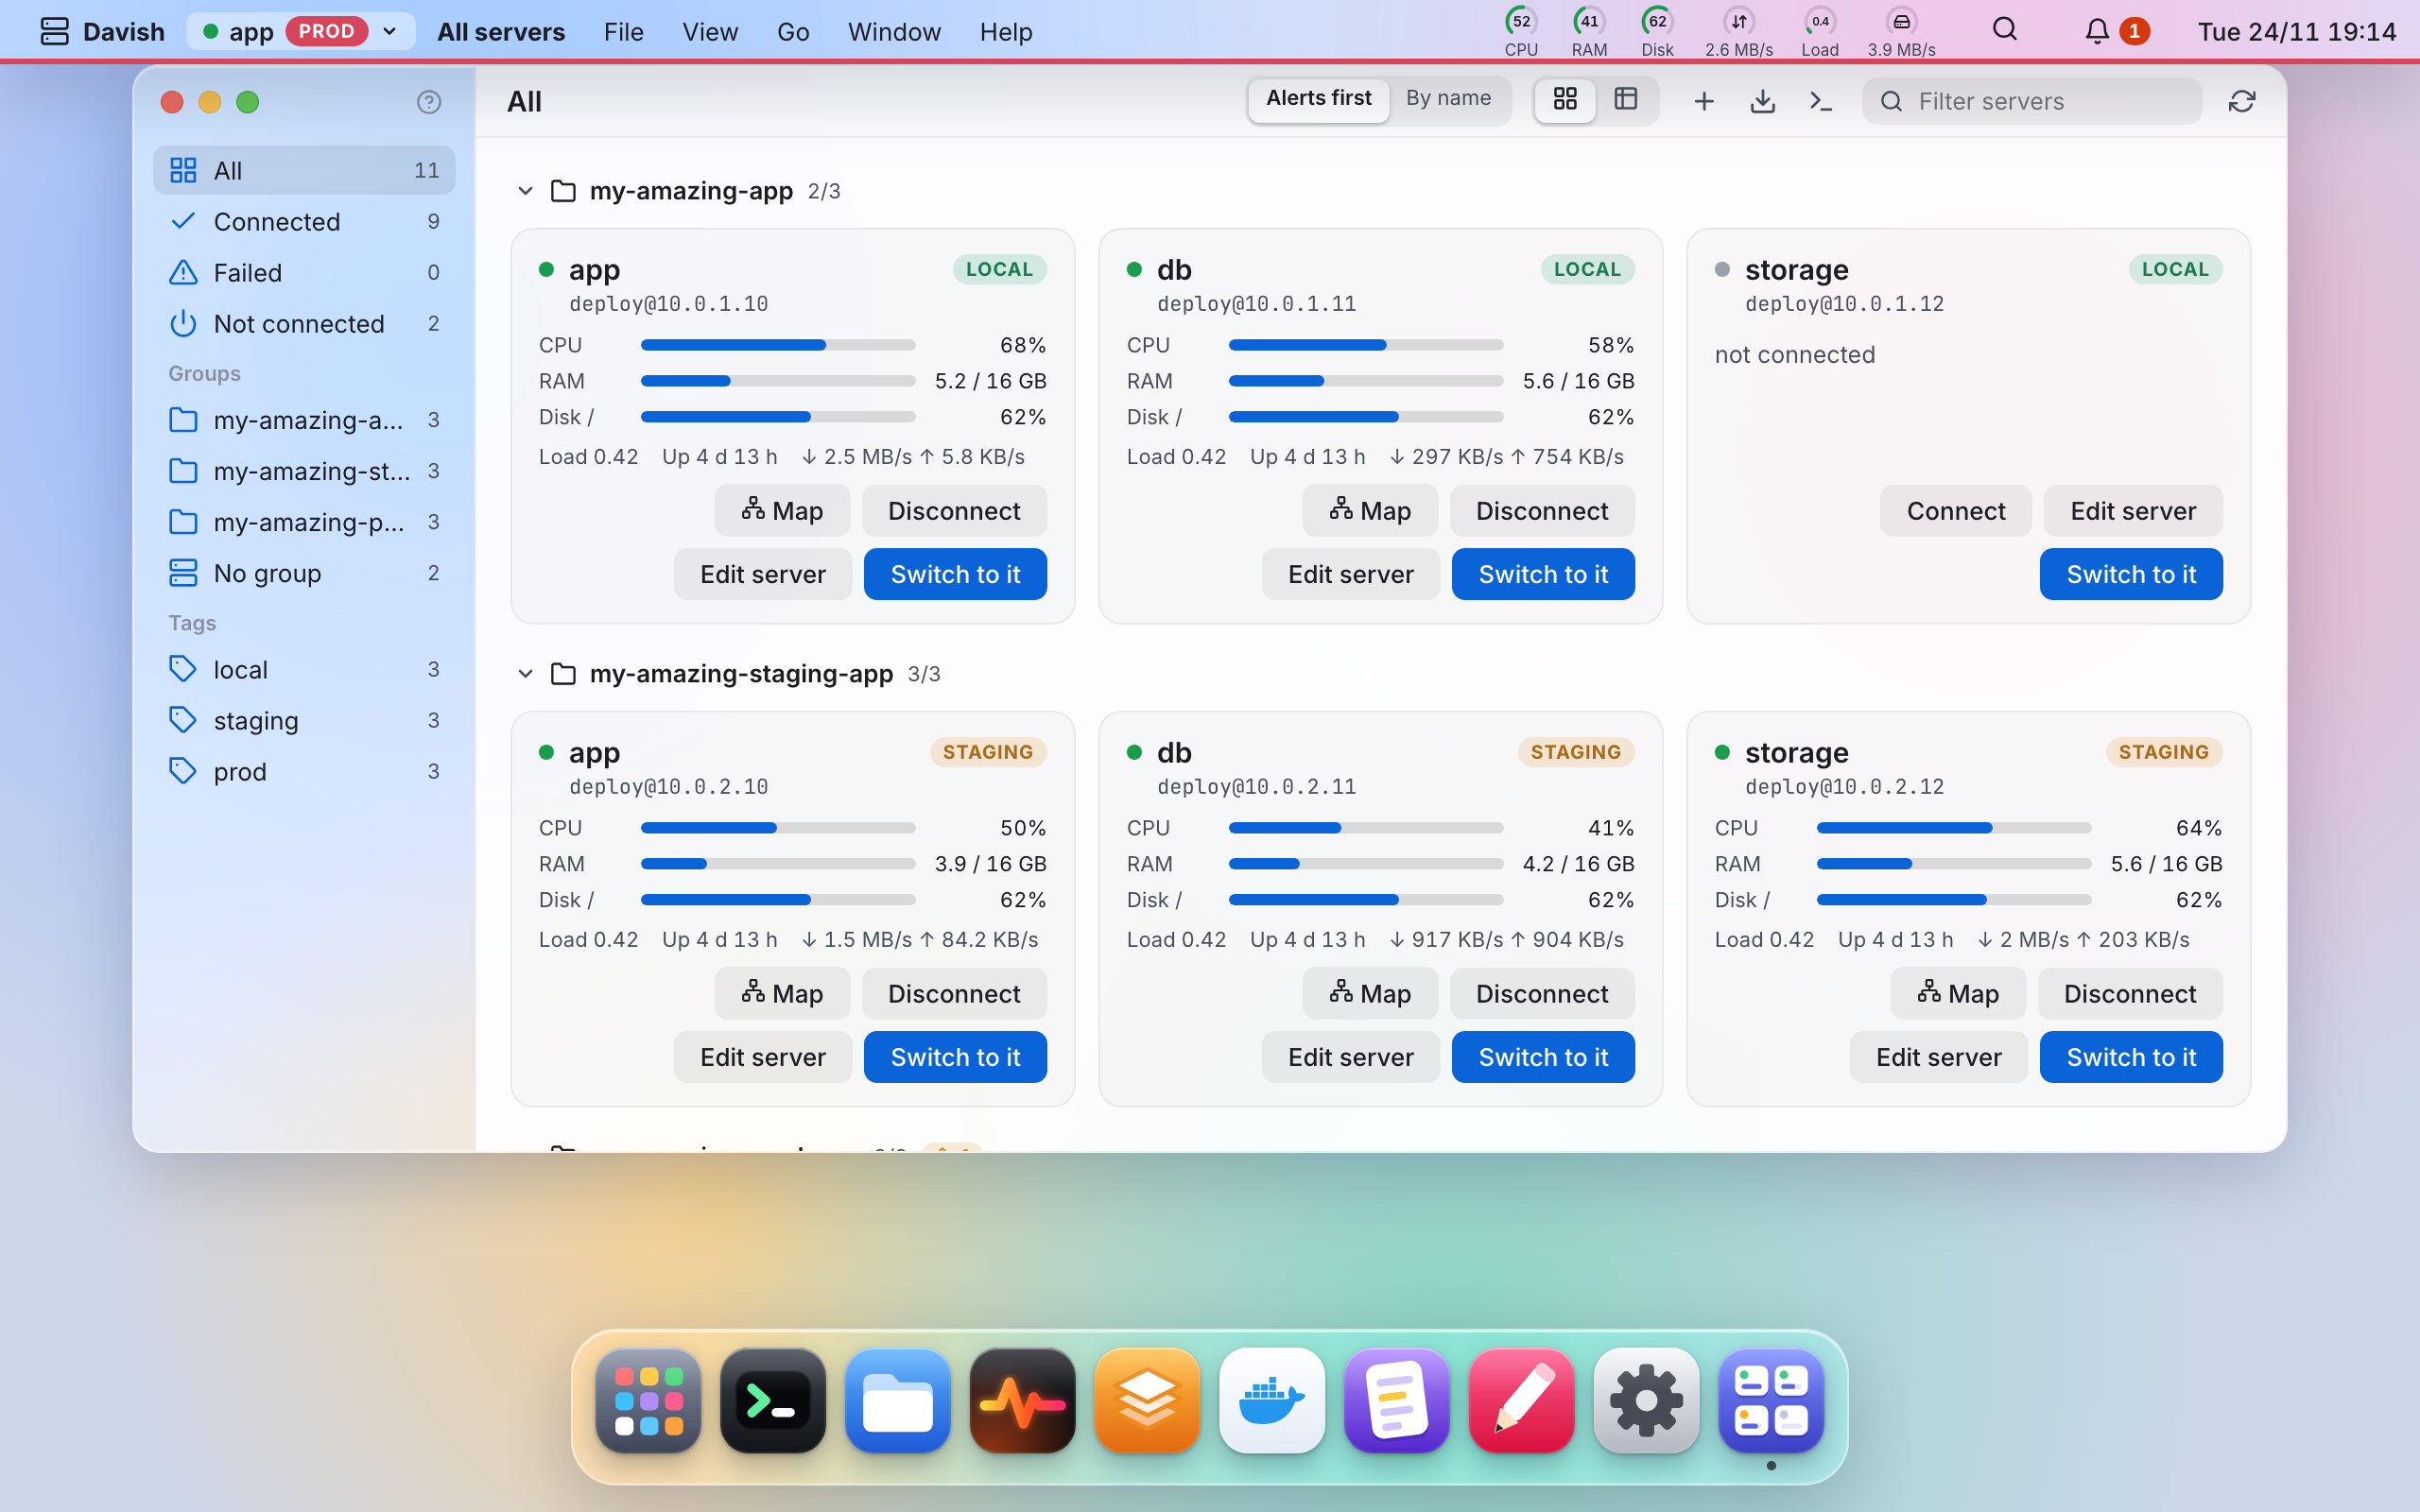 Davish app PROD All servers File View Go Window Help 52 CPU 41 RAM 62 Disk 2.6 MB/s 0.4 Load 3.9 MB/s 1 Tue 24/11 19:14
All Alerts first By name Filter servers
All 11
Connected 9
Failed 0
Not connected 2
Groups
my-amazing-a... 3
my-amazing-st... 3
my-amazing-p... 3
No group 2
Tags
local 3
staging 3
prod 3
my-amazing-app 2/3
app LOCAL
deploy@10.0.1.10
CPU 68%
RAM 5.2 / 16 GB
Disk / 62%
Load 0.42 Up 4 d 13 h ↓ 2.5 MB/s ↑ 5.8 KB/s
Map Disconnect
Edit server Switch to it
db LOCAL
deploy@10.0.1.11
CPU 58%
RAM 5.6 / 16 GB
Disk / 62%
Load 0.42 Up 4 d 13 h ↓ 297 KB/s ↑ 754 KB/s
Map Disconnect
Edit server Switch to it
storage LOCAL
deploy@10.0.1.12
not connected
Connect Edit server
Switch to it
my-amazing-staging-app 3/3
app STAGING
deploy@10.0.2.10
CPU 50%
RAM 3.9 / 16 GB
Disk / 62%
Load 0.42 Up 4 d 13 h ↓ 1.5 MB/s ↑ 84.2 KB/s
Map Disconnect
Edit server Switch to it
db STAGING
deploy@10.0.2.11
CPU 41%
RAM 4.2 / 16 GB
Disk / 62%
Load 0.42 Up 4 d 13 h ↓ 917 KB/s ↑ 904 KB/s
Map Disconnect
Edit server Switch to it
storage STAGING
deploy@10.0.2.12
CPU 64%
RAM 5.6 / 16 GB
Disk / 62%
Load 0.42 Up 4 d 13 h ↓ 2 MB/s ↑ 203 KB/s
Map Disconnect
Edit server Switch to it